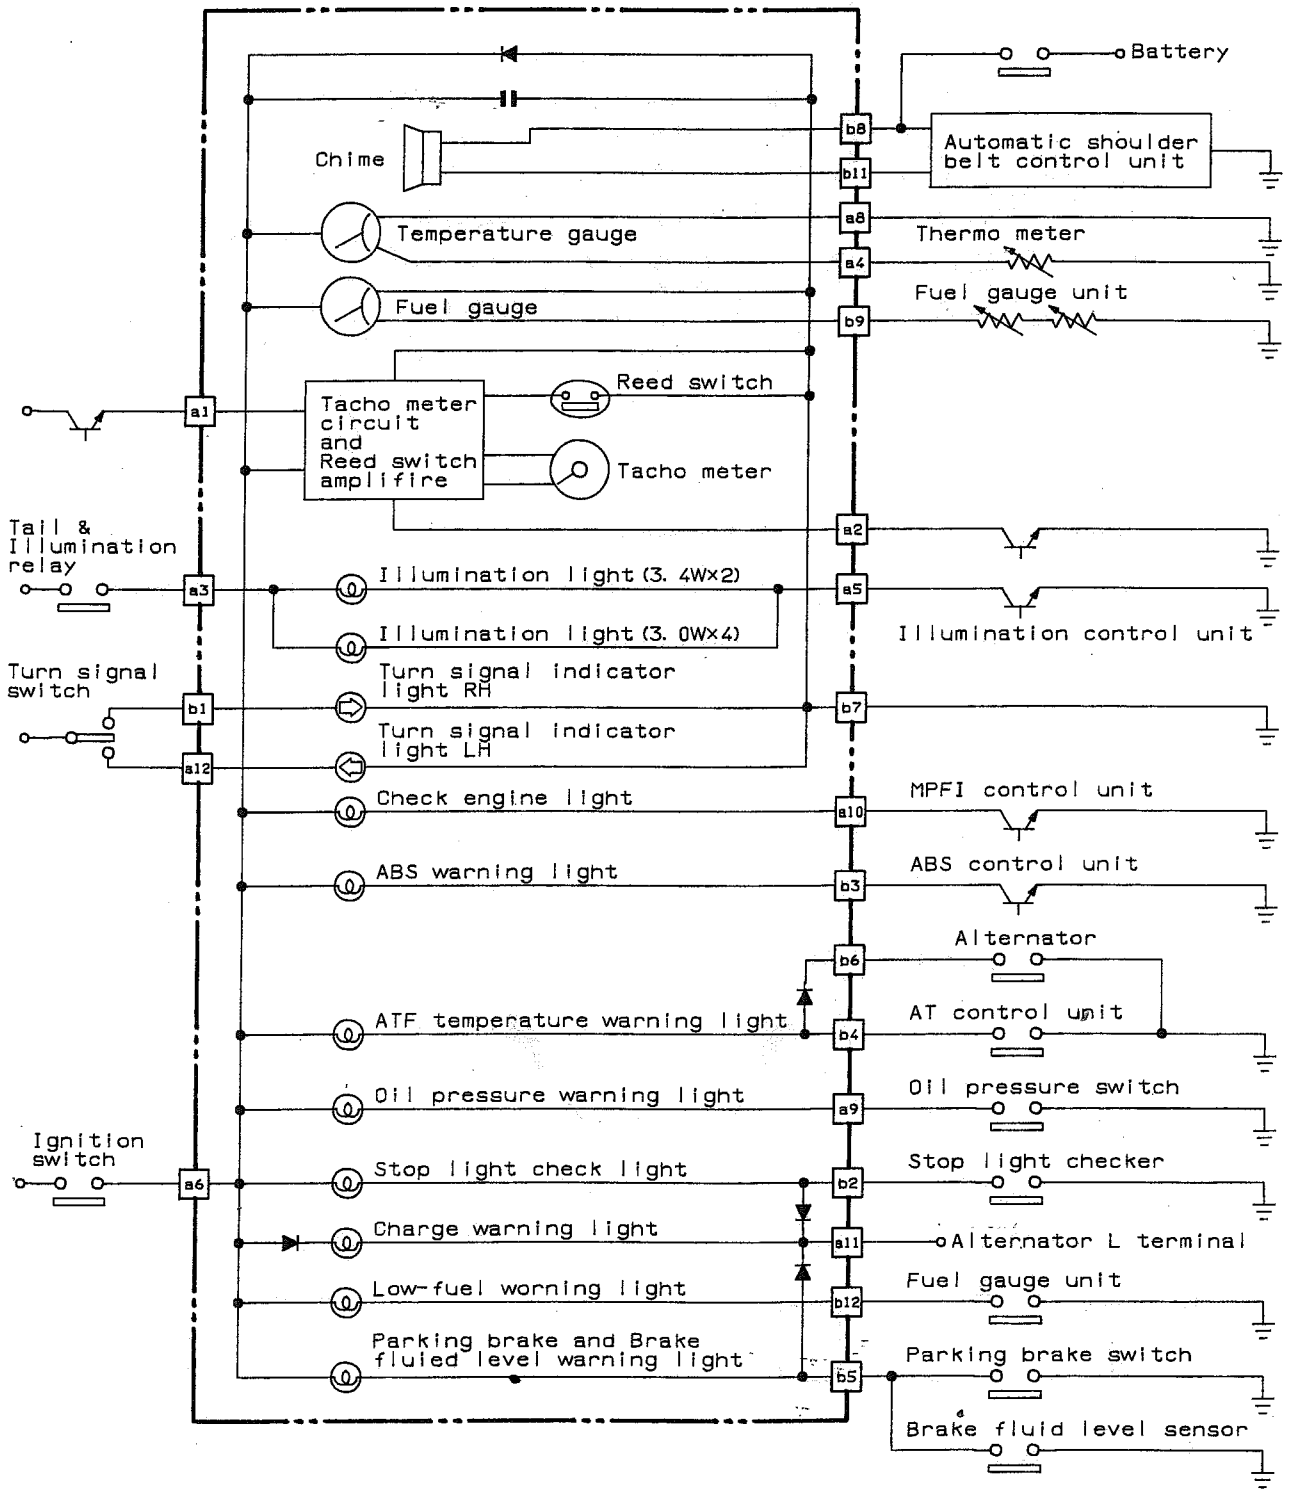 Battery
b8
Automatic shoulder
belt control unit
Chime
b11
a8
Temperature gauge
Thermo meter
a4
Fuel gauge unit
Fuel gauge
b9
Reed switch
a1
Tacho meter
circuit
and
Reed switch
amplifire
Tacho meter
Tail &
Illumination
relay
a2
Illumination light (3. 4W×2)
a3
a5
Illumination light (3. 0W×4)
Illumination control unit
Turn signal
switch
Turn signal indicator
light RH
b1
b7
Turn signal indicator
light LH
a12
Check engine light
MPFI control unit
a10
ABS warning light
ABS control unit
b3
Alternator
b6
ATF temperature warning light
AT control unit
b4
Oil pressure warning light
Oil pressure switch
a9
Ignition
switch
Stop light check light
Stop light checker
a6
b2
Charge warning light
a11
Alternator L terminal
Low-fuel worning light
Fuel gauge unit
b12
Parking brake and Brake
fluied level warning light
Parking brake switch
b5
Brake fluid level sensor